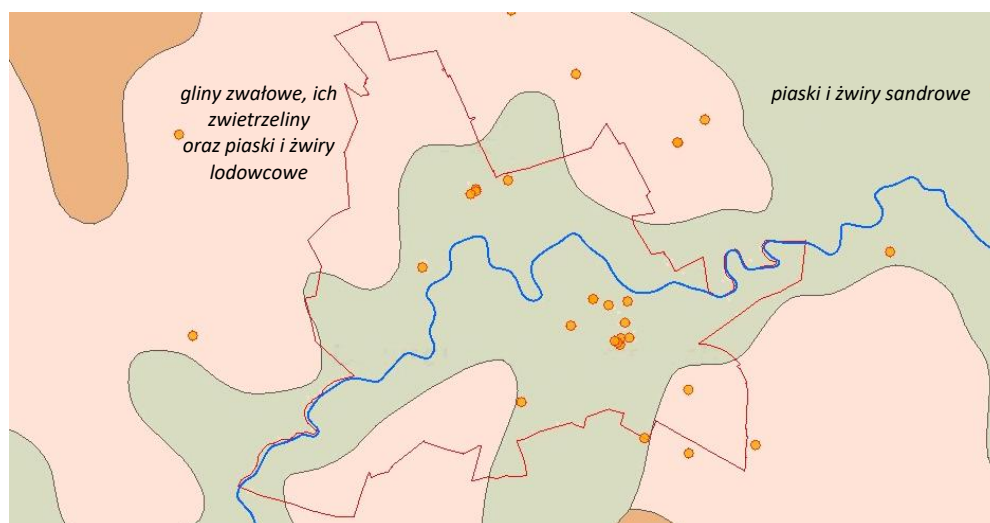 gliny zwałowe, ich
zwietrzeliny
oraz piaski i żwiry
lodowcowe
piaski i żwiry sandrowe